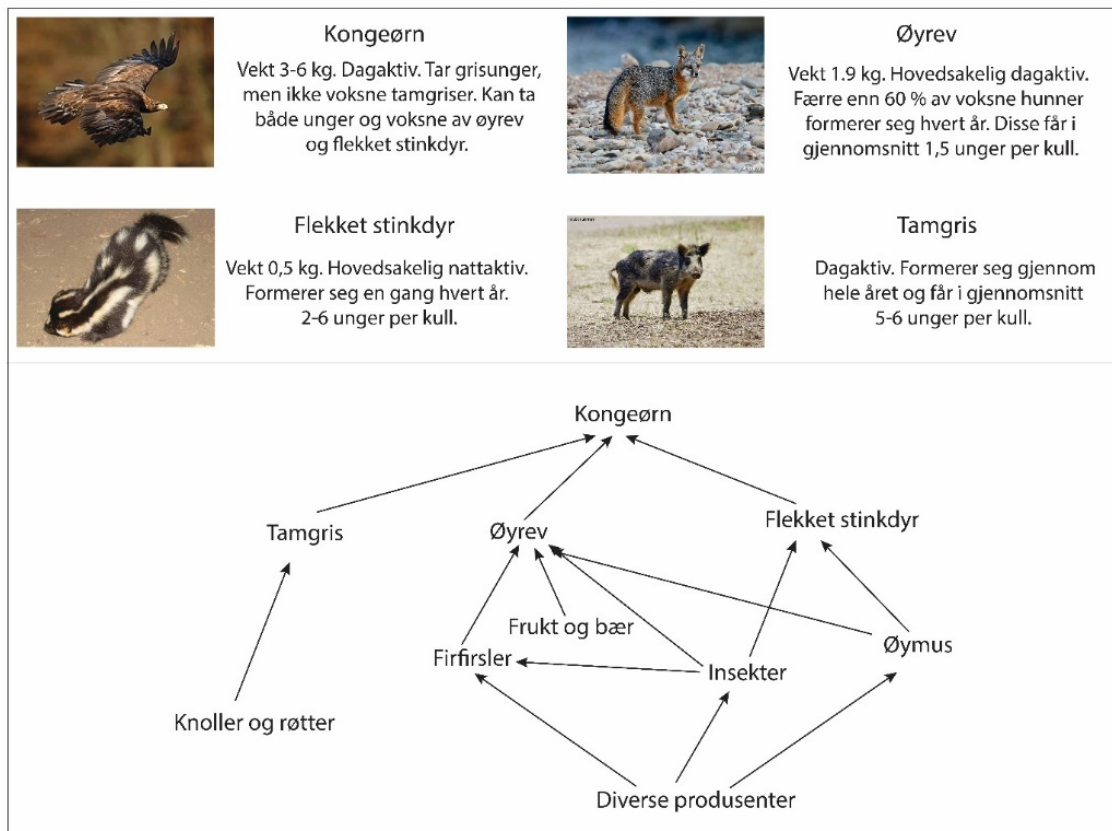 Kongeørn
Vekt 3-6 kg. Dagaktiv. Tar grisunger,
men ikke voksne tamgriser. Kan ta
både unger og voksne av øyrev
og flekket stinkdyr.
Øyrev
Vekt 1.9 kg. Hovedsakelig dagaktiv.
Færre enn 60 % av voksne hunner
formerer seg hvert år. Disse får i
gjennomsnitt 1,5 unger per kull.
Flekket stinkdyr
Vekt 0,5 kg. Hovedsakelig nattaktiv.
Formerer seg en gang hvert år.
2-6 unger per kull.
Tamgris
Dagaktiv. Formerer seg gjennom
hele året og får i gjennomsnitt
5-6 unger per kull.
Kongeørn
Tamgris
Øyrev
Flekket stinkdyr
Frukt og bær
Firfirsler
Insekter
Øymus
Knoller og røtter
Diverse produsenter